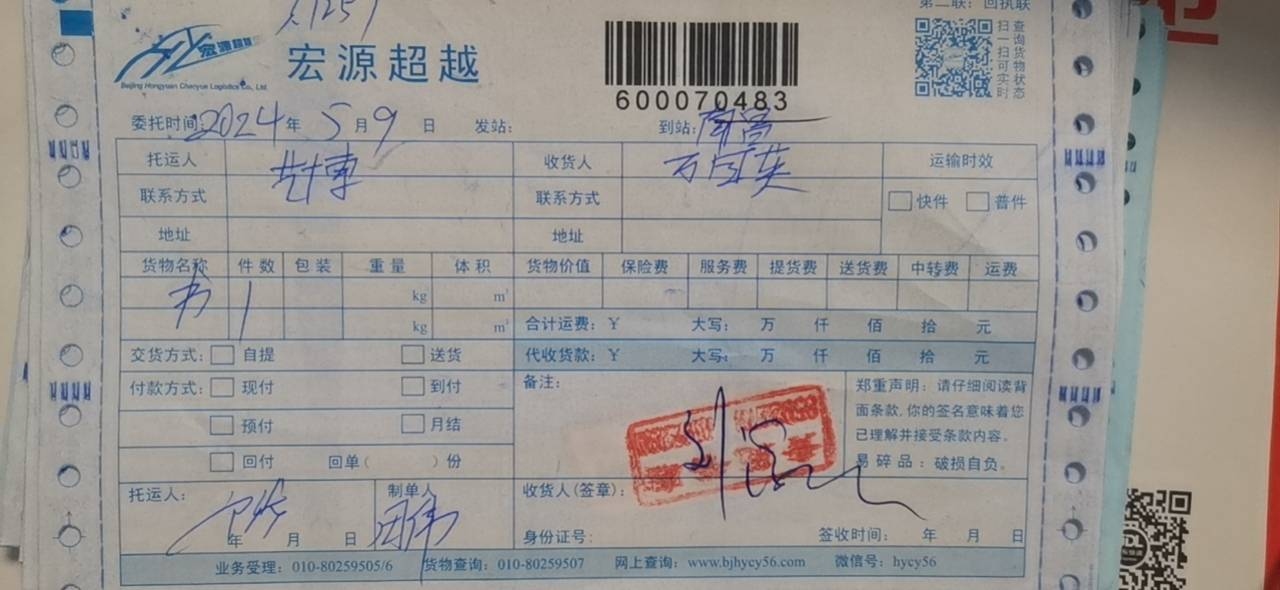 第二联：回执联
宏源超越
宏源超越
Beijing Hongyuan Chaoyue Logistics Co., Ltd.
600070483
扫一扫可实时
查询货物状态
委托时间: 2024 年 5 月 9 日 发站: 到站: 南昌
托运人 收货人 万国英 运输时效
联系方式 联系方式 快件 普件
地址 地址
货物名称 件数 包装 重量 体积 货物价值 保险费 服务费 提货费 送货费 中转费 运费
书 1 kg m³
kg m³ 合计运费: ¥ 大写: 万 仟 佰 拾 元
交货方式: 自提 送货 代收货款: ¥ 大写: 万 仟 佰 拾 元
付款方式: 现付 到付 备注: 郑重声明: 请仔细阅读背
面条款, 你的签名意味着您
预付 月结 已理解并接受条款内容。
回付 回单( )份 易碎品: 破损自负。
托运人: 制单人 收货人(签章):
年 月 日 身份证号: 签收时间: 年 月 日
业务受理: 010-80259505/6 货物查询: 010-80259507 网上查询: www.bjhycy56.com 微信号: hycy56